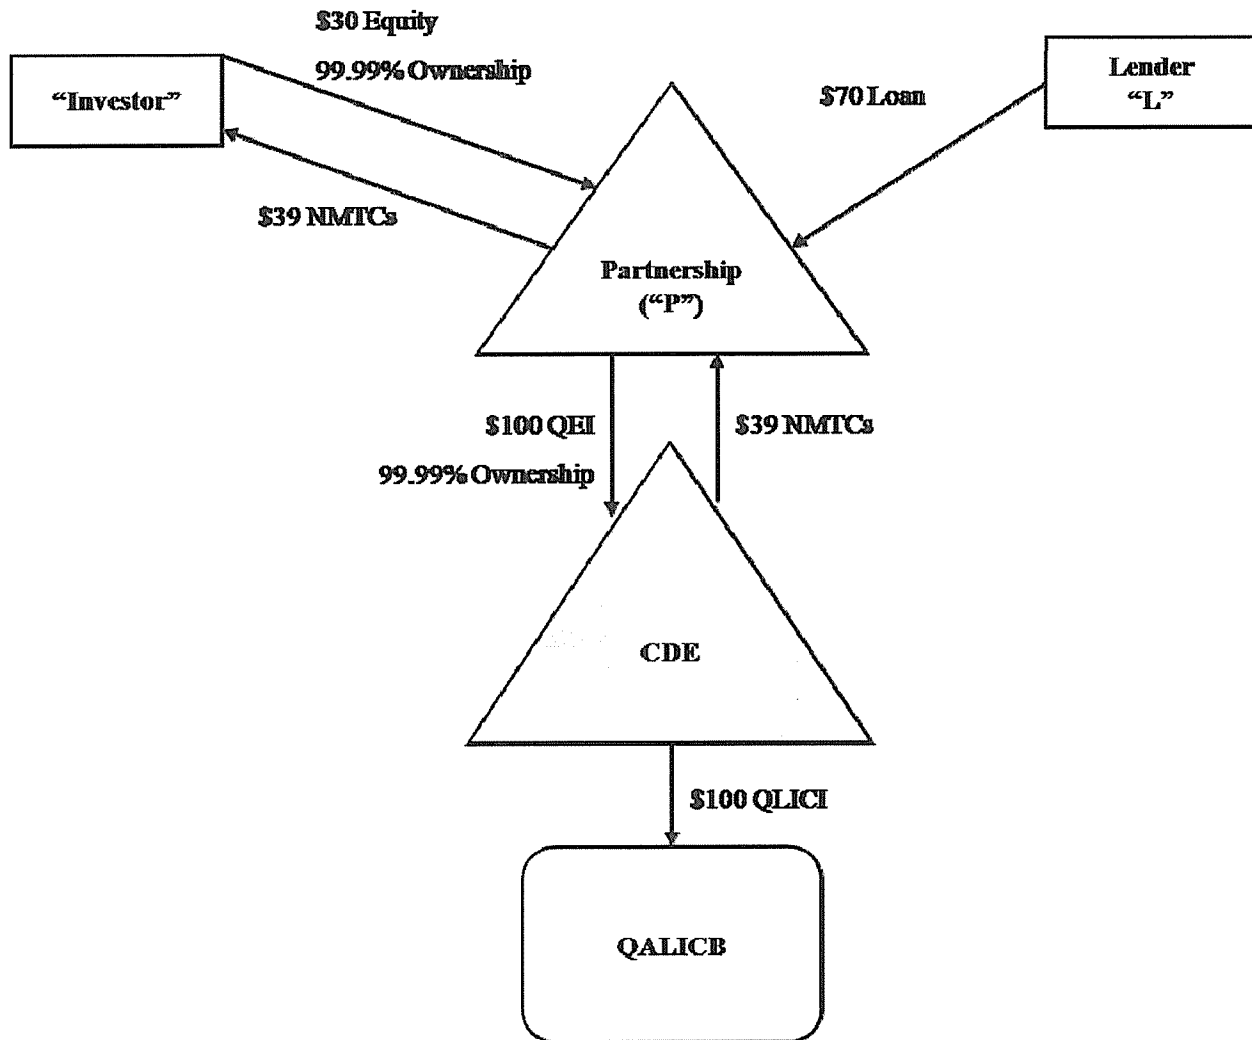 $30 Equity
99.99% Ownership
“Investor”
Lender
“L”
$70 Loan
$39 NMTCs
Partnership
(“P”)
$100 QEI
99.99% Ownership
$39 NMTCs
CDE
$100 QLICI
QALICB